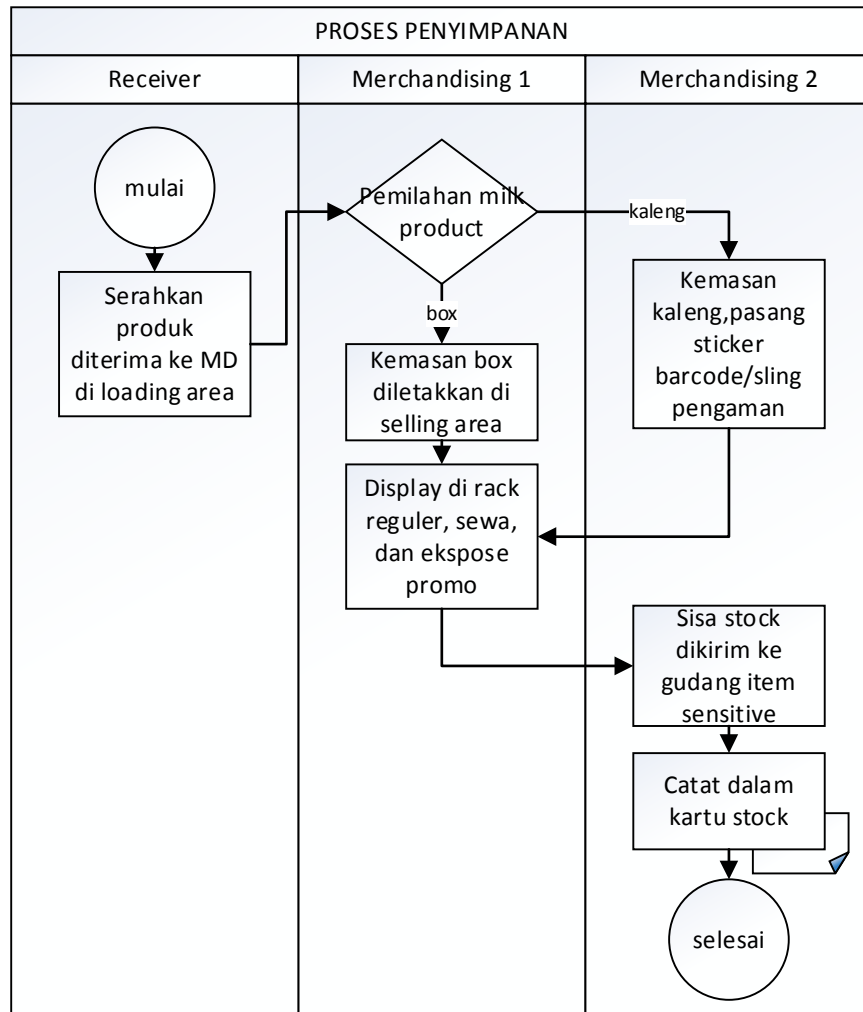 PROSES PENYIMPANAN
Receiver
Merchandising 1
Merchandising 2
mulai
Serahkan
produk
diterima ke MD
di loading area
Pemilahan milk
product
kaleng
box
Kemasan box
diletakkan di
selling area
Kemasan
kaleng,pasang
sticker
barcode/sling
pengaman
Display di rack
reguler, sewa,
dan ekspose
promo
Sisa stock
dikirim ke
gudang item
sensitive
Catat dalam
kartu stock
selesai